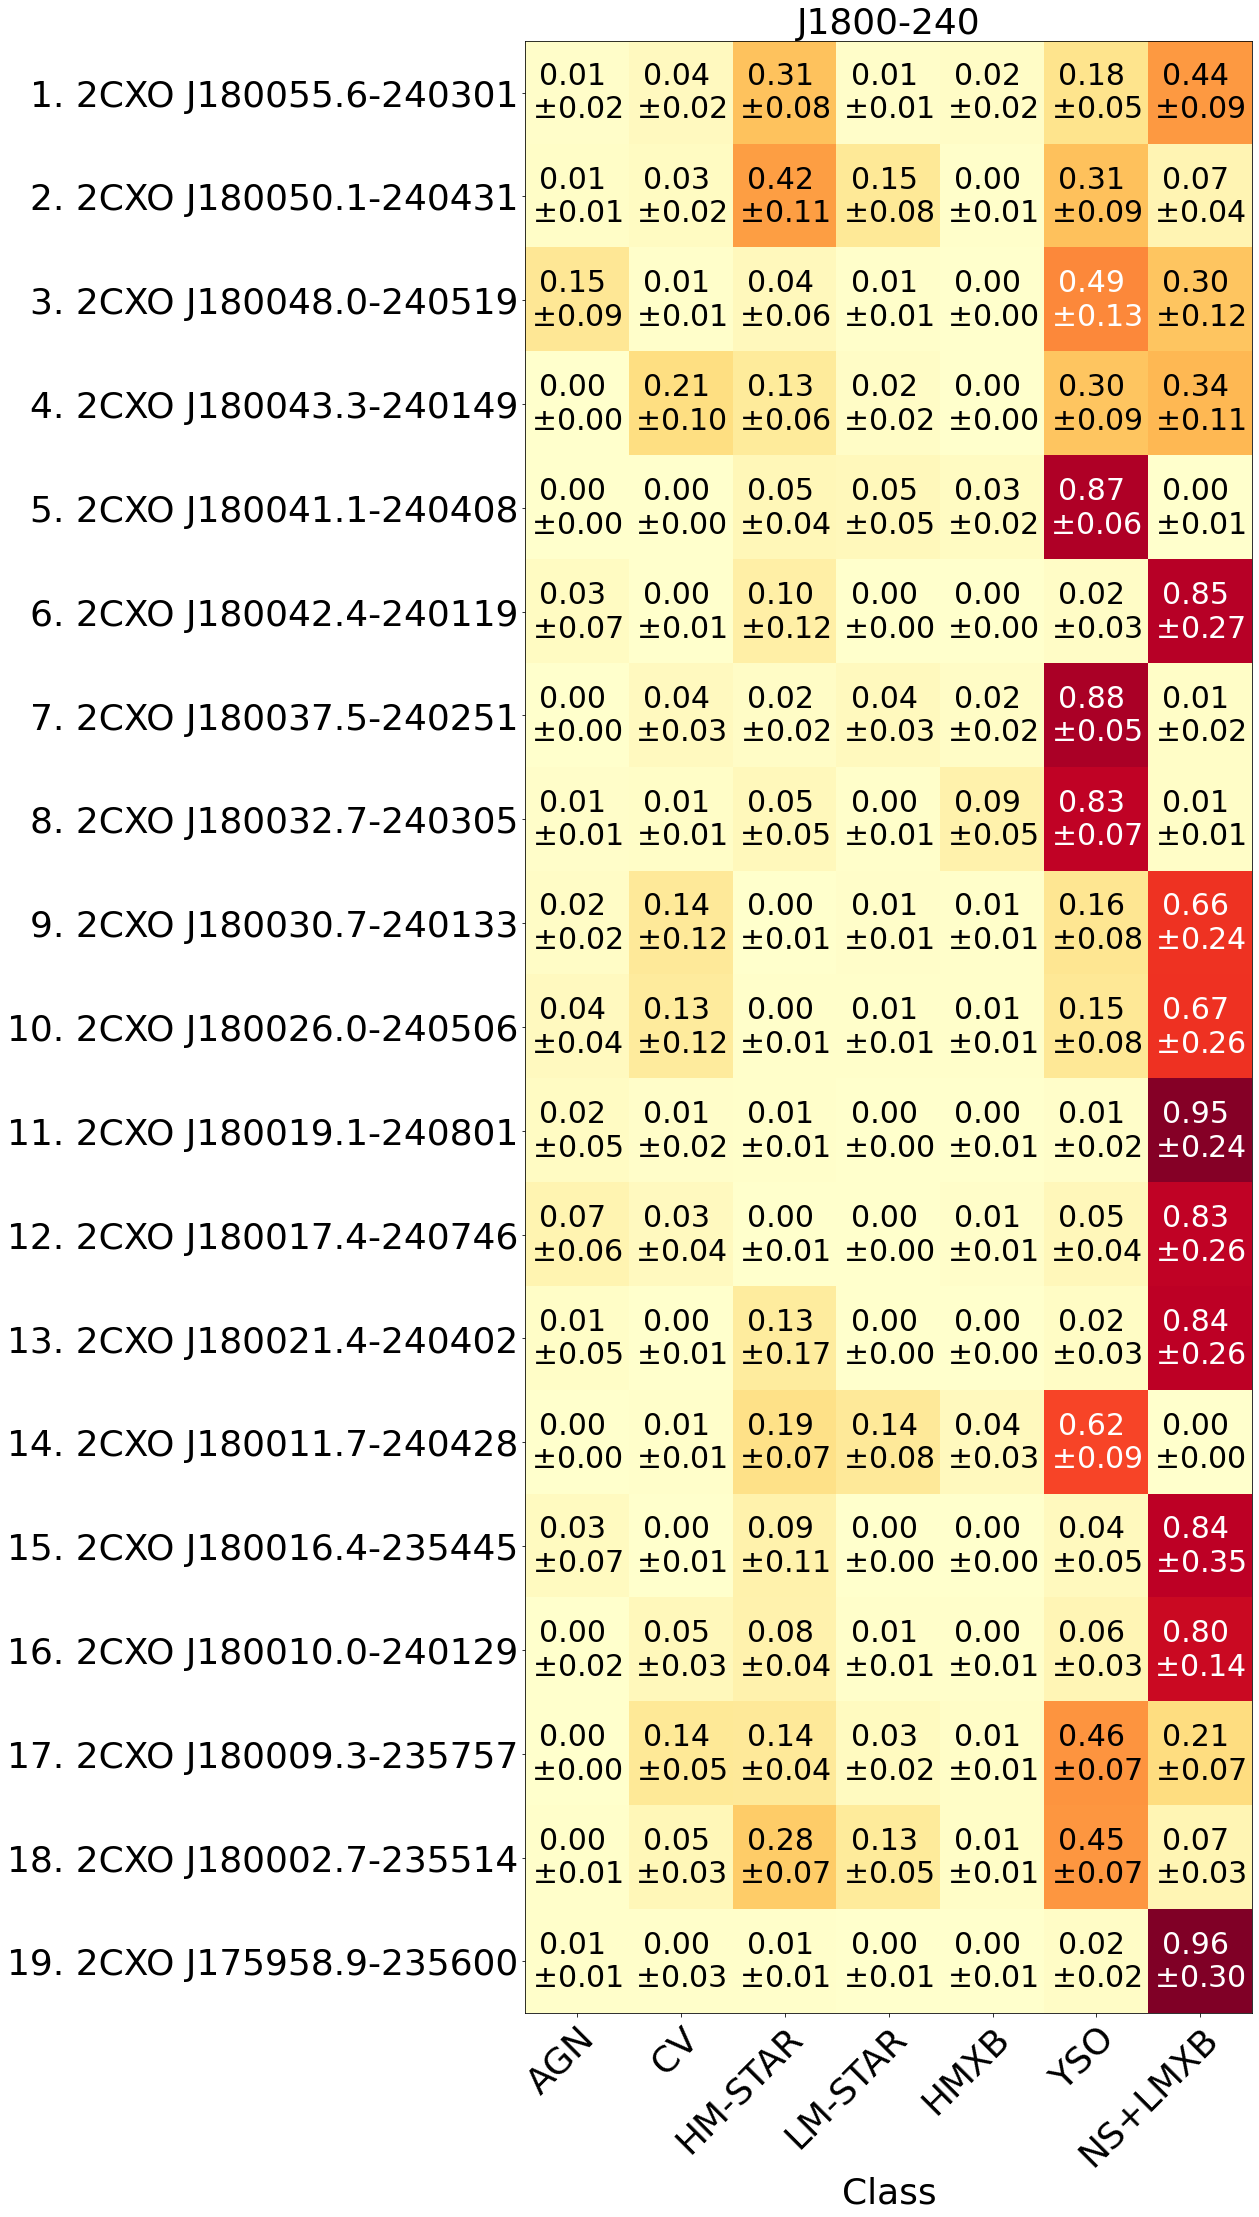 J1800-240
1. 2CXO J180055.6-240301 0.01 0.04 0.31 0.01 0.02 0.18 0.44
±0.02 ±0.02 ±0.08 ±0.01 ±0.02 ±0.05 ±0.09
2. 2CXO J180050.1-240431 0.01 0.03 0.42 0.15 0.00 0.31 0.07
±0.01 ±0.02 ±0.11 ±0.08 ±0.01 ±0.09 ±0.04
3. 2CXO J180048.0-240519 0.15 0.01 0.04 0.01 0.00 0.49 0.30
±0.09 ±0.01 ±0.06 ±0.01 ±0.00 ±0.13 ±0.12
4. 2CXO J180043.3-240149 0.00 0.21 0.13 0.02 0.00 0.30 0.34
±0.00 ±0.10 ±0.06 ±0.02 ±0.00 ±0.09 ±0.11
5. 2CXO J180041.1-240408 0.00 0.00 0.05 0.05 0.03 0.87 0.00
±0.00 ±0.00 ±0.04 ±0.05 ±0.02 ±0.06 ±0.01
6. 2CXO J180042.4-240119 0.03 0.00 0.10 0.00 0.00 0.02 0.85
±0.07 ±0.01 ±0.12 ±0.00 ±0.00 ±0.03 ±0.27
7. 2CXO J180037.5-240251 0.00 0.04 0.02 0.04 0.02 0.88 0.01
±0.00 ±0.03 ±0.02 ±0.03 ±0.02 ±0.05 ±0.02
8. 2CXO J180032.7-240305 0.01 0.01 0.05 0.00 0.09 0.83 0.01
±0.01 ±0.01 ±0.05 ±0.01 ±0.05 ±0.07 ±0.01
9. 2CXO J180030.7-240133 0.02 0.14 0.00 0.01 0.01 0.16 0.66
±0.02 ±0.12 ±0.01 ±0.01 ±0.01 ±0.08 ±0.24
10. 2CXO J180026.0-240506 0.04 0.13 0.00 0.01 0.01 0.15 0.67
±0.04 ±0.12 ±0.01 ±0.01 ±0.01 ±0.08 ±0.26
11. 2CXO J180019.1-240801 0.02 0.01 0.01 0.00 0.00 0.01 0.95
±0.05 ±0.02 ±0.01 ±0.00 ±0.01 ±0.02 ±0.24
12. 2CXO J180017.4-240746 0.07 0.03 0.00 0.00 0.01 0.05 0.83
±0.06 ±0.04 ±0.01 ±0.00 ±0.01 ±0.04 ±0.26
13. 2CXO J180021.4-240402 0.01 0.00 0.13 0.00 0.00 0.02 0.84
±0.05 ±0.01 ±0.17 ±0.00 ±0.00 ±0.03 ±0.26
14. 2CXO J180011.7-240428 0.00 0.01 0.19 0.14 0.04 0.62 0.00
±0.00 ±0.01 ±0.07 ±0.08 ±0.03 ±0.09 ±0.00
15. 2CXO J180016.4-235445 0.03 0.00 0.09 0.00 0.00 0.04 0.84
±0.07 ±0.01 ±0.11 ±0.00 ±0.00 ±0.05 ±0.35
16. 2CXO J180010.0-240129 0.00 0.05 0.08 0.01 0.00 0.06 0.80
±0.02 ±0.03 ±0.04 ±0.01 ±0.01 ±0.03 ±0.14
17. 2CXO J180009.3-235757 0.00 0.14 0.14 0.03 0.01 0.46 0.21
±0.00 ±0.05 ±0.04 ±0.02 ±0.01 ±0.07 ±0.07
18. 2CXO J180002.7-235514 0.00 0.05 0.28 0.13 0.01 0.45 0.07
±0.01 ±0.03 ±0.07 ±0.05 ±0.01 ±0.07 ±0.03
19. 2CXO J175958.9-235600 0.01 0.00 0.01 0.00 0.00 0.02 0.96
±0.01 ±0.03 ±0.01 ±0.01 ±0.01 ±0.02 ±0.30
AGN CV HM-STAR LM-STAR HMXB YSO NS+LMXB
Class